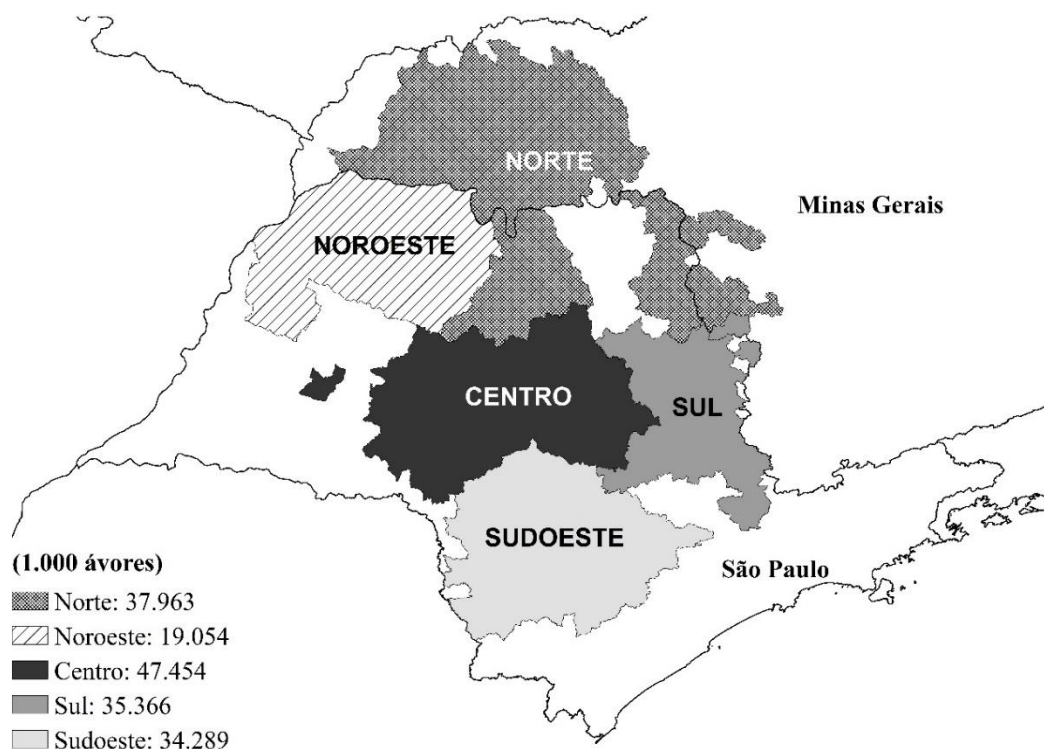 NORTE
Minas Gerais
NOROESTE
CENTRO
SUL
SUDOESTE
São Paulo
(1.000 ávores)
Norte: 37.963
Noroeste: 19.054
Centro: 47.454
Sul: 35.366
Sudoeste: 34.289